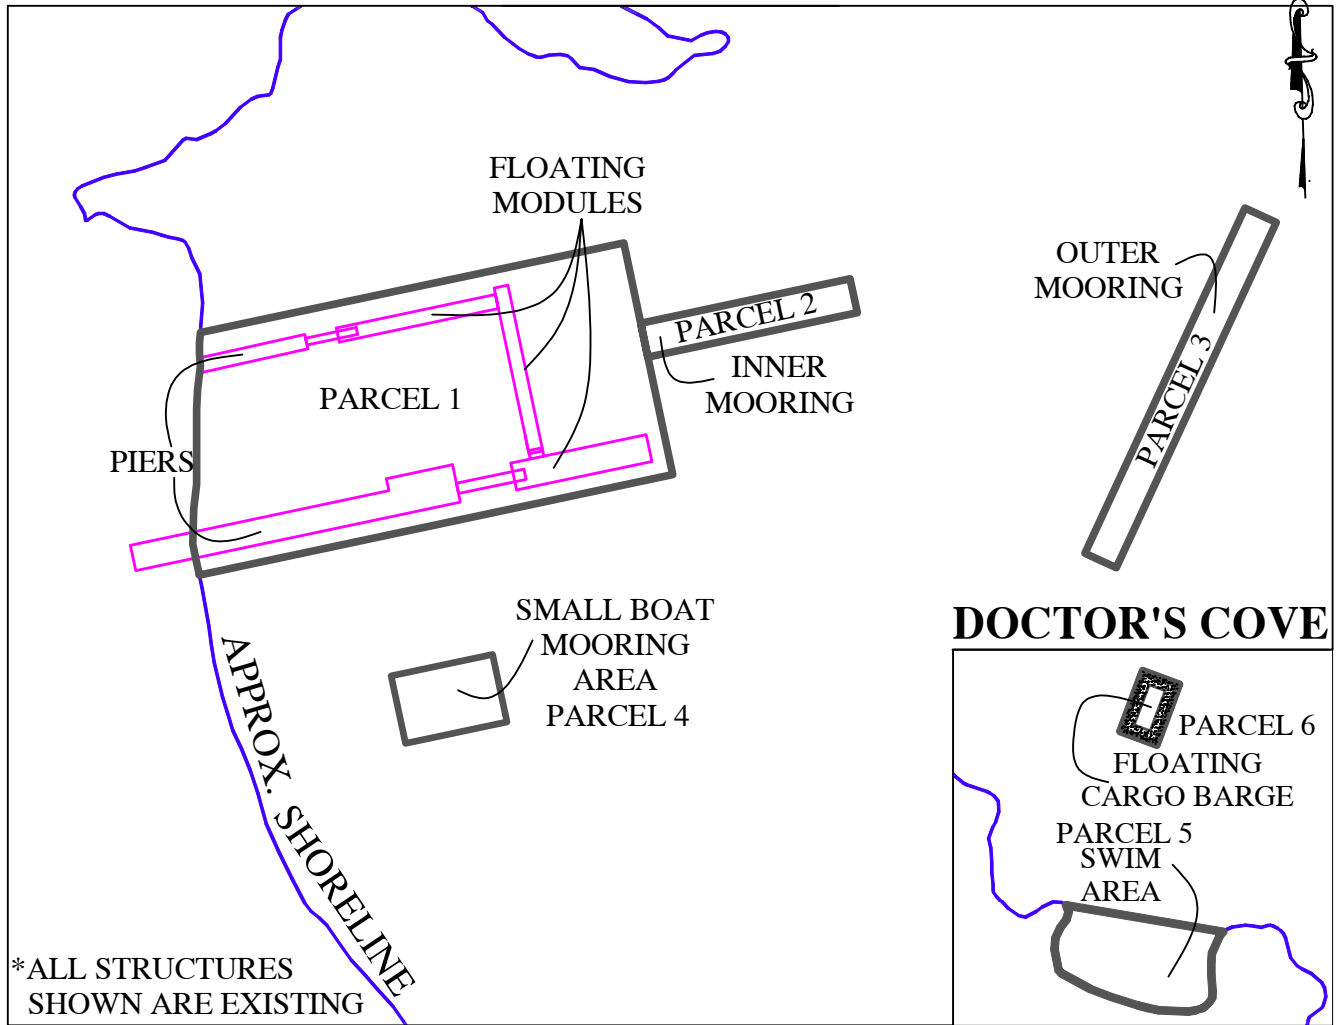 FLOATING
MODULES
OUTER
MOORING
PARCEL 2
PARCEL 3
INNER
MOORING
PARCEL 1
PIERS
SMALL BOAT
MOORING
AREA
PARCEL 4
APPROX. SHORELINE
DOCTOR'S COVE
PARCEL 6
FLOATING
CARGO BARGE
PARCEL 5
SWIM
AREA
*ALL STRUCTURES
SHOWN ARE EXISTING